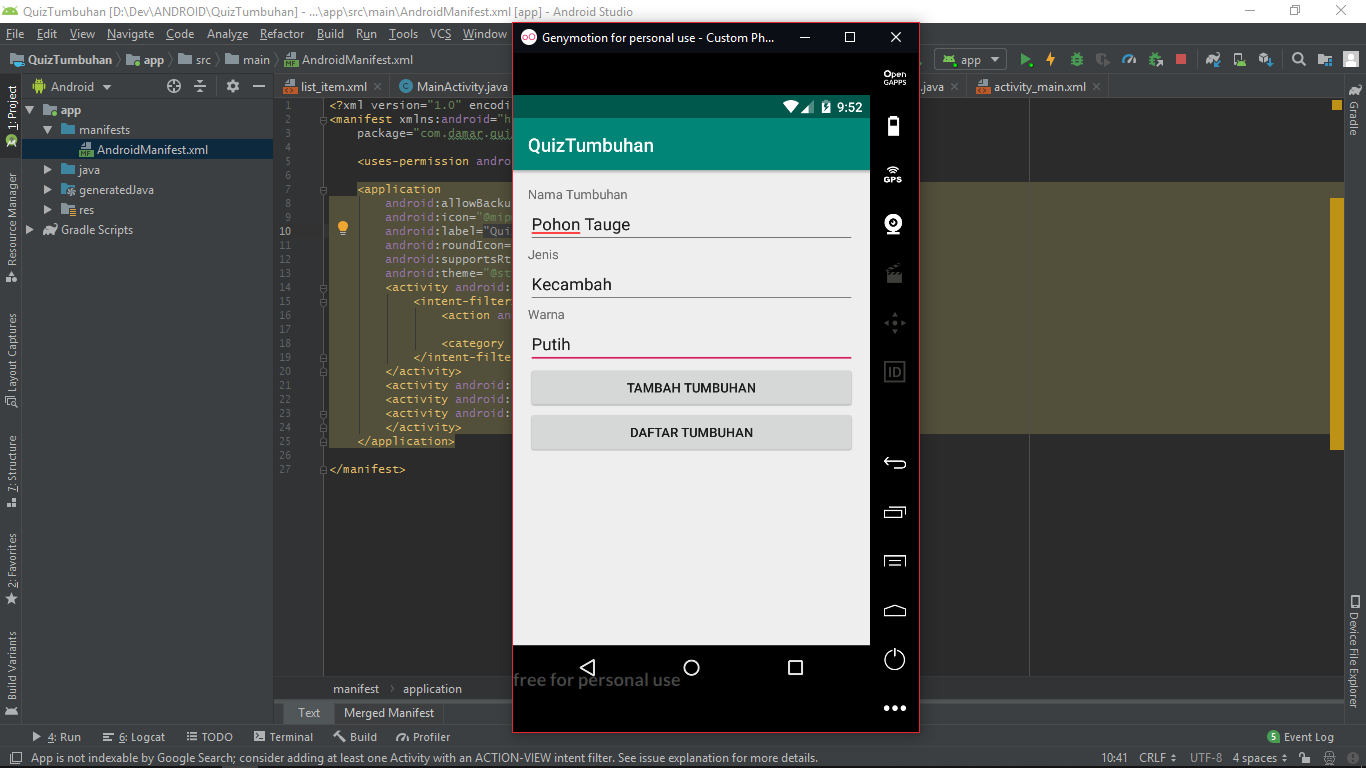 QuizTumbuhan [D:\Dev\ANDROID\QuizTumbuhan] - ...\app\src\main\AndroidManifest.xml [app] - Android Studio
File Edit View Navigate Code Analyze Refactor Build Run Tools VCS Window
QuizTumbuhan app src main AndroidManifest.xml
app
Android
list_item.xml MainActivity.java
.java activity_main.xml
1: Project
Resource Manager
Layout Captures
7: Structure
2: Favorites
Build Variants
app
manifests
AndroidManifest.xml
java
generatedJava
res
Gradle Scripts
1 <?xml version="1.0" encodi
2 <manifest xmlns:android="h
3 package="com.damar.qui
4
5 <uses-permission andro
6
7 <application
8 android:allowBacku
9 android:icon="@mip
10 android:label="Qui
11 android:roundIcon=
12 android:supportsRt
13 android:theme="@st
14 <activity android:
15 <intent-filter
16 <action an
17
18 <category
19 </intent-filte
20 </activity>
21 <activity android:
22 <activity android:
23 <activity android:
24 </activity>
25 </application>
26
27 </manifest>
Genymotion for personal use - Custom Ph...
9:52
QuizTumbuhan
Nama Tumbuhan
Pohon Tauge
Jenis
Kecambah
Warna
Putih
TAMBAH TUMBUHAN
DAFTAR TUMBUHAN
free for personal use
Open
GAPPS
GPS
ID
Gradle
Device File Explorer
manifest application
Text Merged Manifest
4: Run 6: Logcat TODO Terminal Build Profiler
5 Event Log
App is not indexable by Google Search; consider adding at least one Activity with an ACTION-VIEW intent filter. See issue explanation for more details.
10:41 CRLF UTF-8 4 spaces